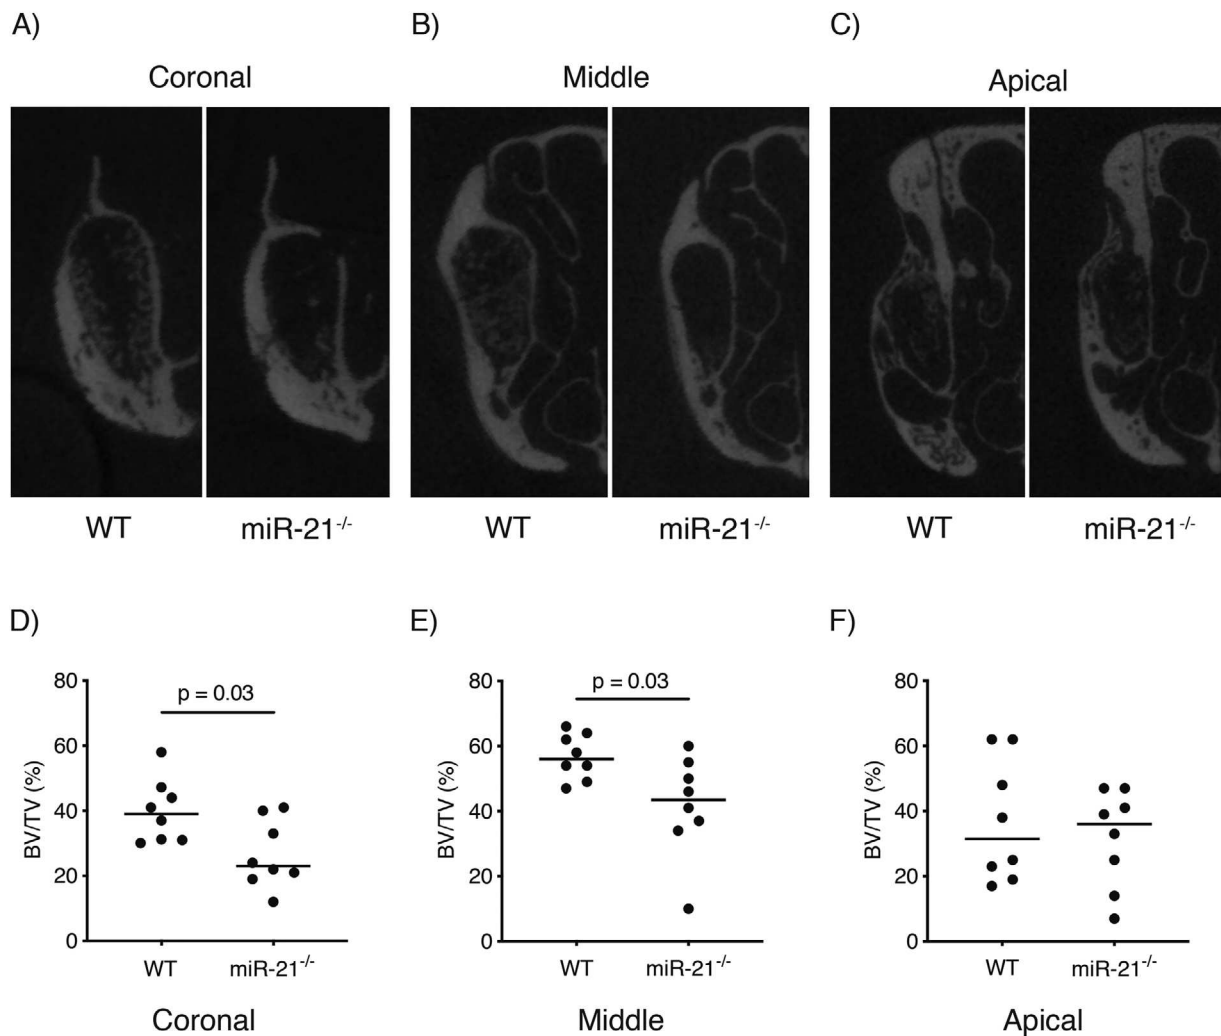 A) B) C)
Coronal Middle Apical
WT miR-21-/- WT miR-21-/- WT miR-21-/-
D) E) F)
80
60
40
20
0
BV/TV (%)
p = 0.03
WT miR-21-/-
Coronal
80
60
40
20
0
BV/TV (%)
p = 0.03
WT miR-21-/-
Middle
80
60
40
20
0
BV/TV (%)
WT miR-21-/-
Apical